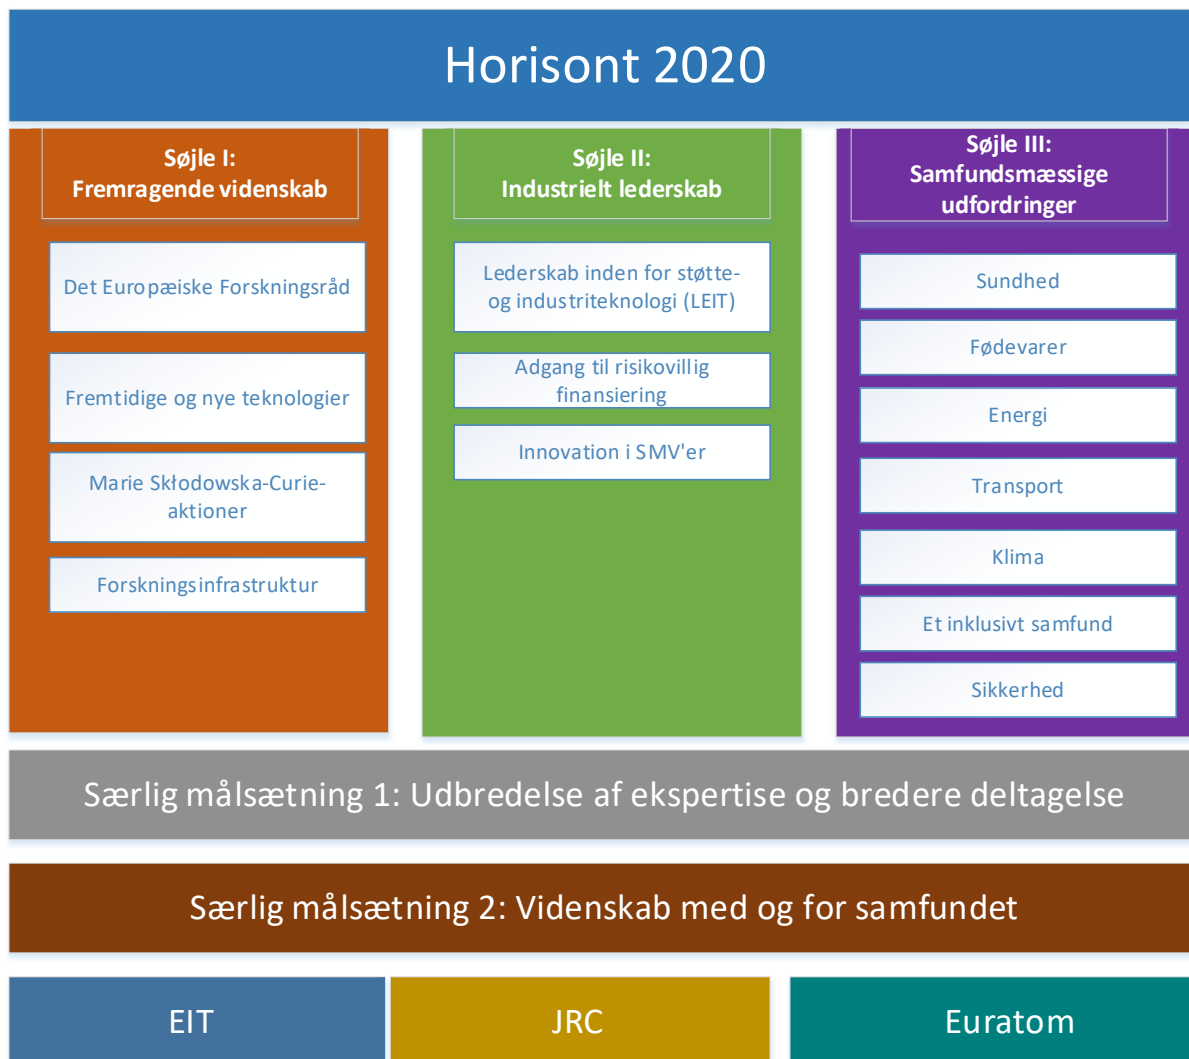 Horisont 2020
Søjle I:
Fremragende videnskab
Det Europæiske Forskningsråd
Fremtidige og nye teknologier
Marie Skłodowska-Curie-
aktioner
Forskningsinfrastruktur
Søjle II:
Industrielt lederskab
Lederskab inden for støtte-
og industriteknologi (LEIT)
Adgang til risikovillig
finansiering
Innovation i SMV'er
Søjle III:
Samfundsmæssige
udfordringer
Sundhed
Fødevarer
Energi
Transport
Klima
Et inklusivt samfund
Sikkerhed
Særlig målsætning 1: Udbredelse af ekspertise og bredere deltagelse
Særlig målsætning 2: Videnskab med og for samfundet
EIT
JRC
Euratom